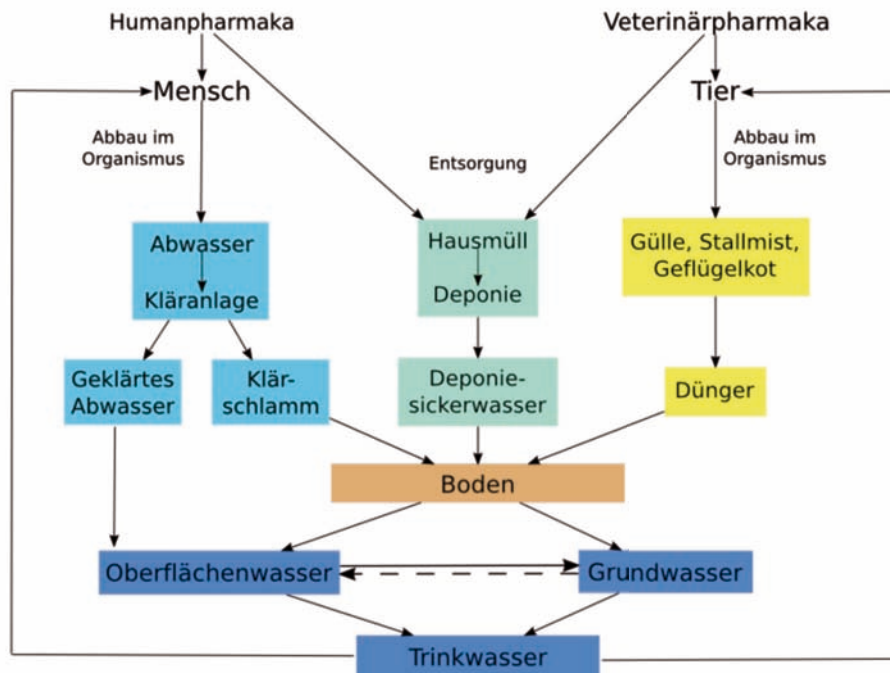 Humanpharmaka
Veterinärpharmaka
Mensch
Tier
Abbau im
Organismus
Entsorgung
Abbau im
Organismus
Abwasser
Kläranlage
Hausmüll
Deponie
Gülle, Stallmist,
Geflügelkot
Geklärtes
Abwasser
Klär-
schlamm
Deponie-
sickerwasser
Dünger
Boden
Oberflächenwasser
Grundwasser
Trinkwasser